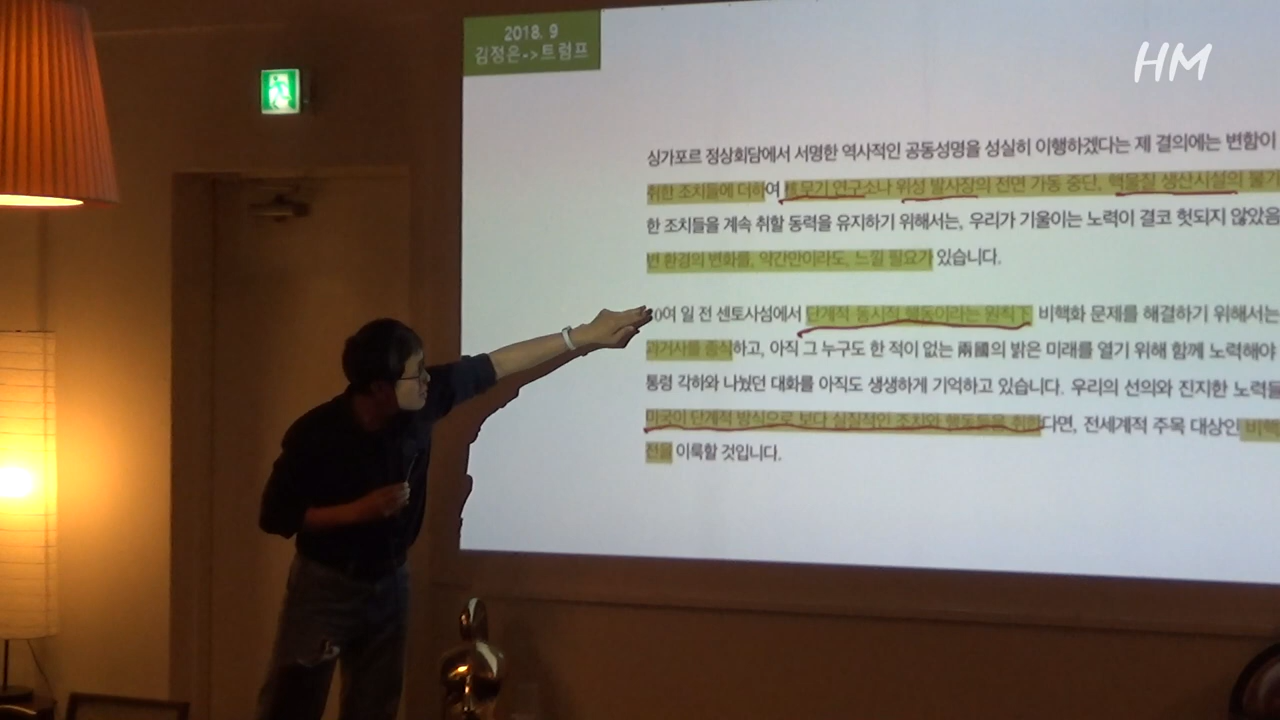 2018. 9
김정은->트럼프
HM
싱가포르 정상회담에서 서명한 역사적인 공동성명을 성실히 이행하겠다는 제 결의에는 변함이
취한 조치들에 더하여 핵무기 연구소나 위성 발사장의 전면 가동 중단, 핵물질 생산시설의 불가
한 조치들을 계속 취할 동력을 유지하기 위해서는, 우리가 기울이는 노력이 결코 헛되지 않았음
변 환경의 변화를, 약간만이라도, 느낄 필요가 있습니다.
여 일 전 센토사섬에서 단계적 동시적 행동이라는 원칙下 비핵화 문제를 해결하기 위해서는
과거사를 종식하고, 아직 그 누구도 한 적이 없는 兩國의 밝은 미래를 열기 위해 함께 노력해야
통령 각하와 나눴던 대화를 아직도 생생하게 기억하고 있습니다. 우리의 선의와 진지한 노력들
미국이 단계적 방식으로 보다 실질적인 조치와 행동들을 취한다면, 전세계적 주목 대상인 비핵
전을 이룩할 것입니다.